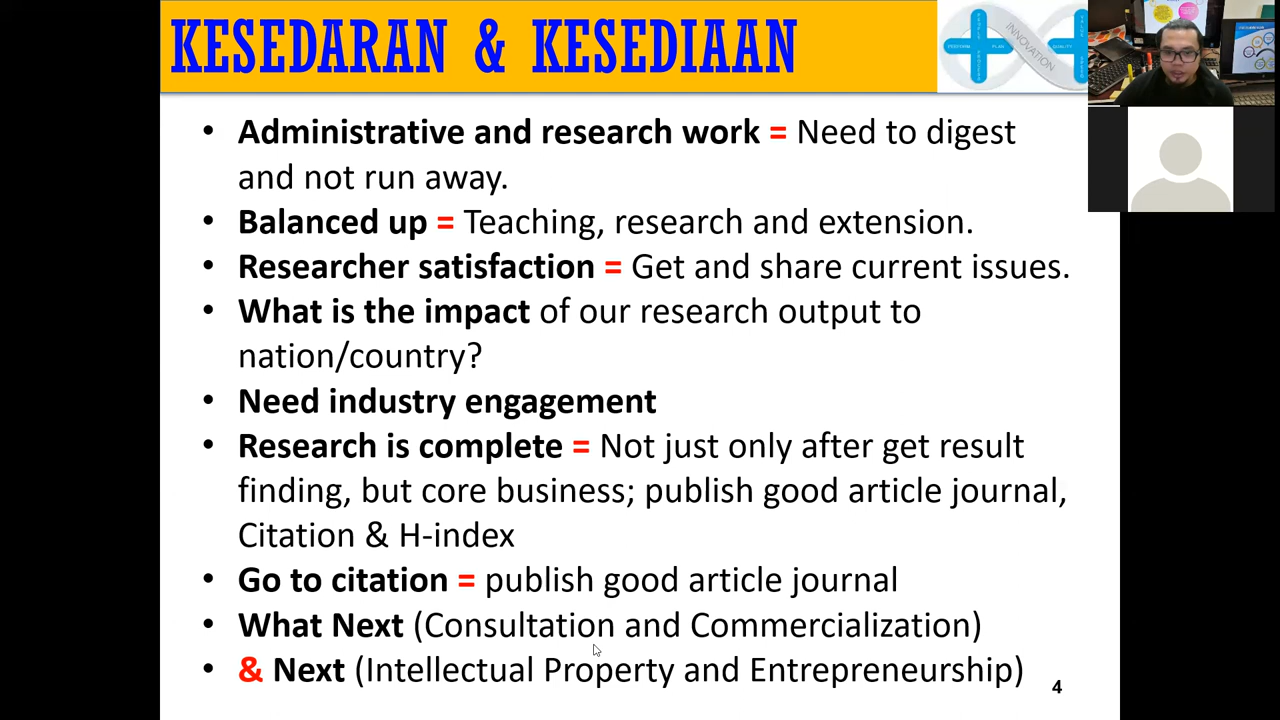 KESEDARAN & KESEDIAAN
INNOVATION
PLAN
• Administrative and research work = Need to digest
and not run away.
• Balanced up = Teaching, research and extension.
• Researcher satisfaction = Get and share current issues.
• What is the impact of our research output to
nation/country?
• Need industry engagement
• Research is complete = Not just only after get result
finding, but core business; publish good article journal,
Citation & H-index
• Go to citation = publish good article journal
• What Next (Consultation and Commercialization)
• & Next (Intellectual Property and Entrepreneurship)
4